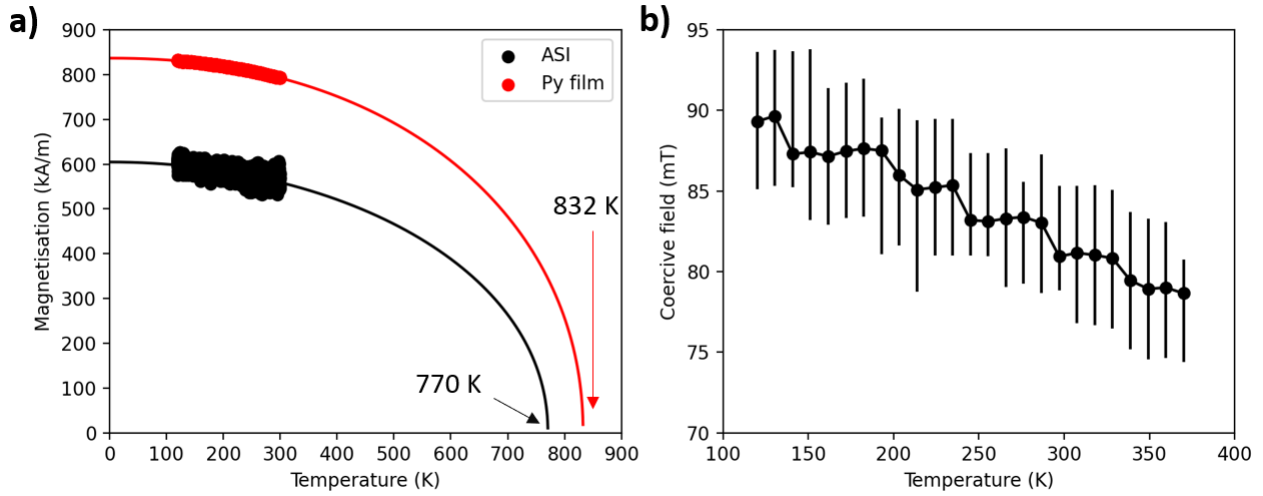 a)
900
800
700
600
500
400
300
200
100
0
Magnetisation (kA/m)
ASI
Py film
832 K
770 K
0 100 200 300 400 500 600 700 800 900
Temperature (K)
b)
95
90
85
80
75
70
Coercive field (mT)
100 150 200 250 300 350 400
Temperature (K)